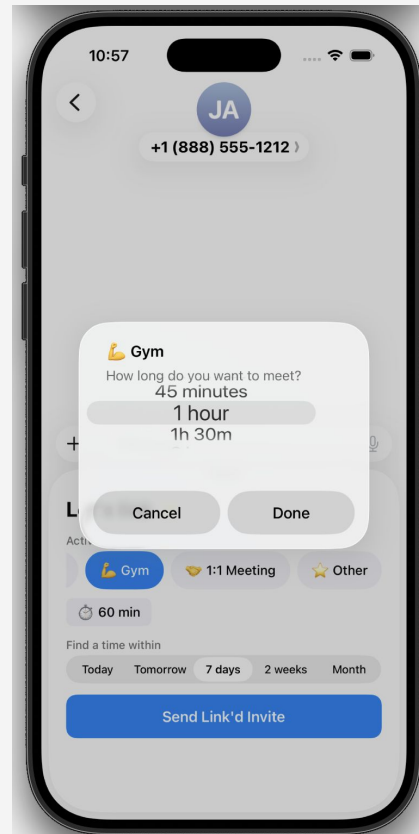 10:57
JA
+1 (888) 555-1212 ›
💪 Gym
How long do you want to meet?
45 minutes
1 hour
1h 30m
Cancel Done
💪 Gym 🤝 1:1 Meeting ⭐ Other
60 min
Find a time within
Today Tomorrow 7 days 2 weeks Month
Send Link'd Invite